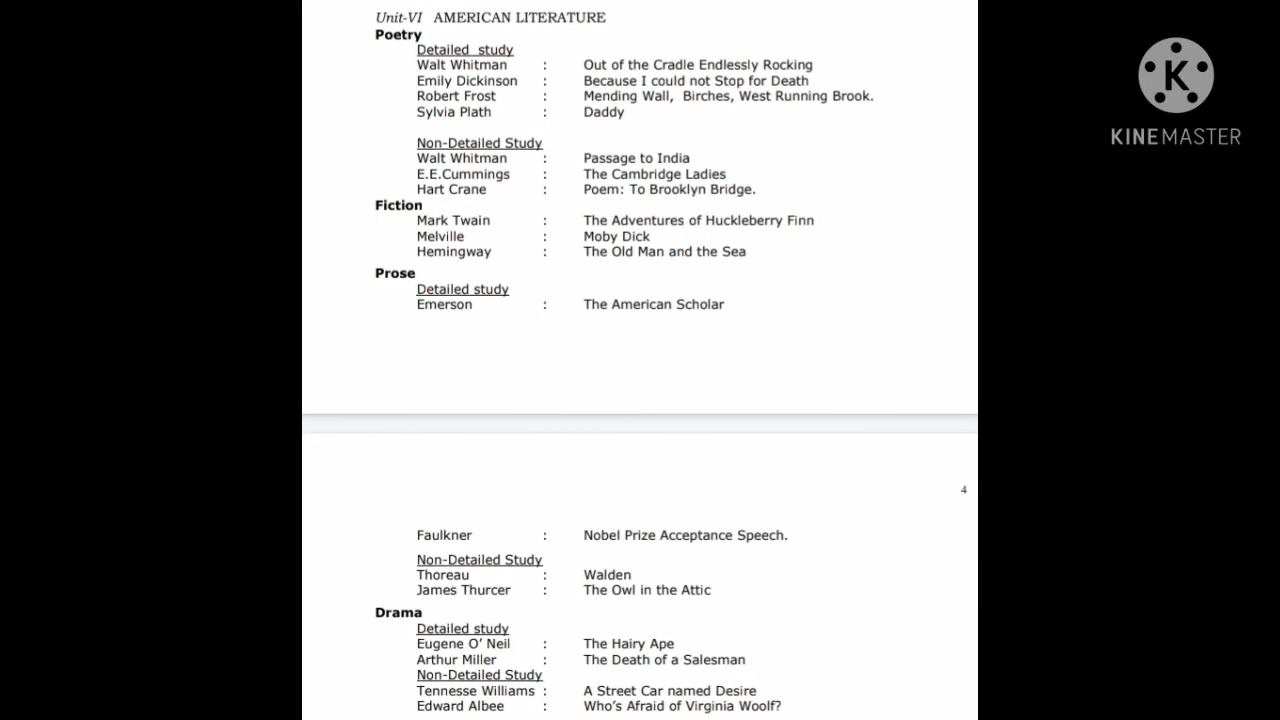 Unit-VI AMERICAN LITERATURE
Poetry
Detailed study
Walt Whitman : Out of the Cradle Endlessly Rocking
Emily Dickinson : Because I could not Stop for Death
Robert Frost : Mending Wall, Birches, West Running Brook.
Sylvia Plath : Daddy
Non-Detailed Study
Walt Whitman : Passage to India
E.E.Cummings : The Cambridge Ladies
Hart Crane : Poem: To Brooklyn Bridge.
Fiction
Mark Twain : The Adventures of Huckleberry Finn
Melville : Moby Dick
Hemingway : The Old Man and the Sea
Prose
Detailed study
Emerson : The American Scholar
4
Faulkner : Nobel Prize Acceptance Speech.
Non-Detailed Study
Thoreau : Walden
James Thurcer : The Owl in the Attic
Drama
Detailed study
Eugene O’ Neil : The Hairy Ape
Arthur Miller : The Death of a Salesman
Non-Detailed Study
Tennesse Williams : A Street Car named Desire
Edward Albee : Who’s Afraid of Virginia Woolf?
K
KINEMASTER